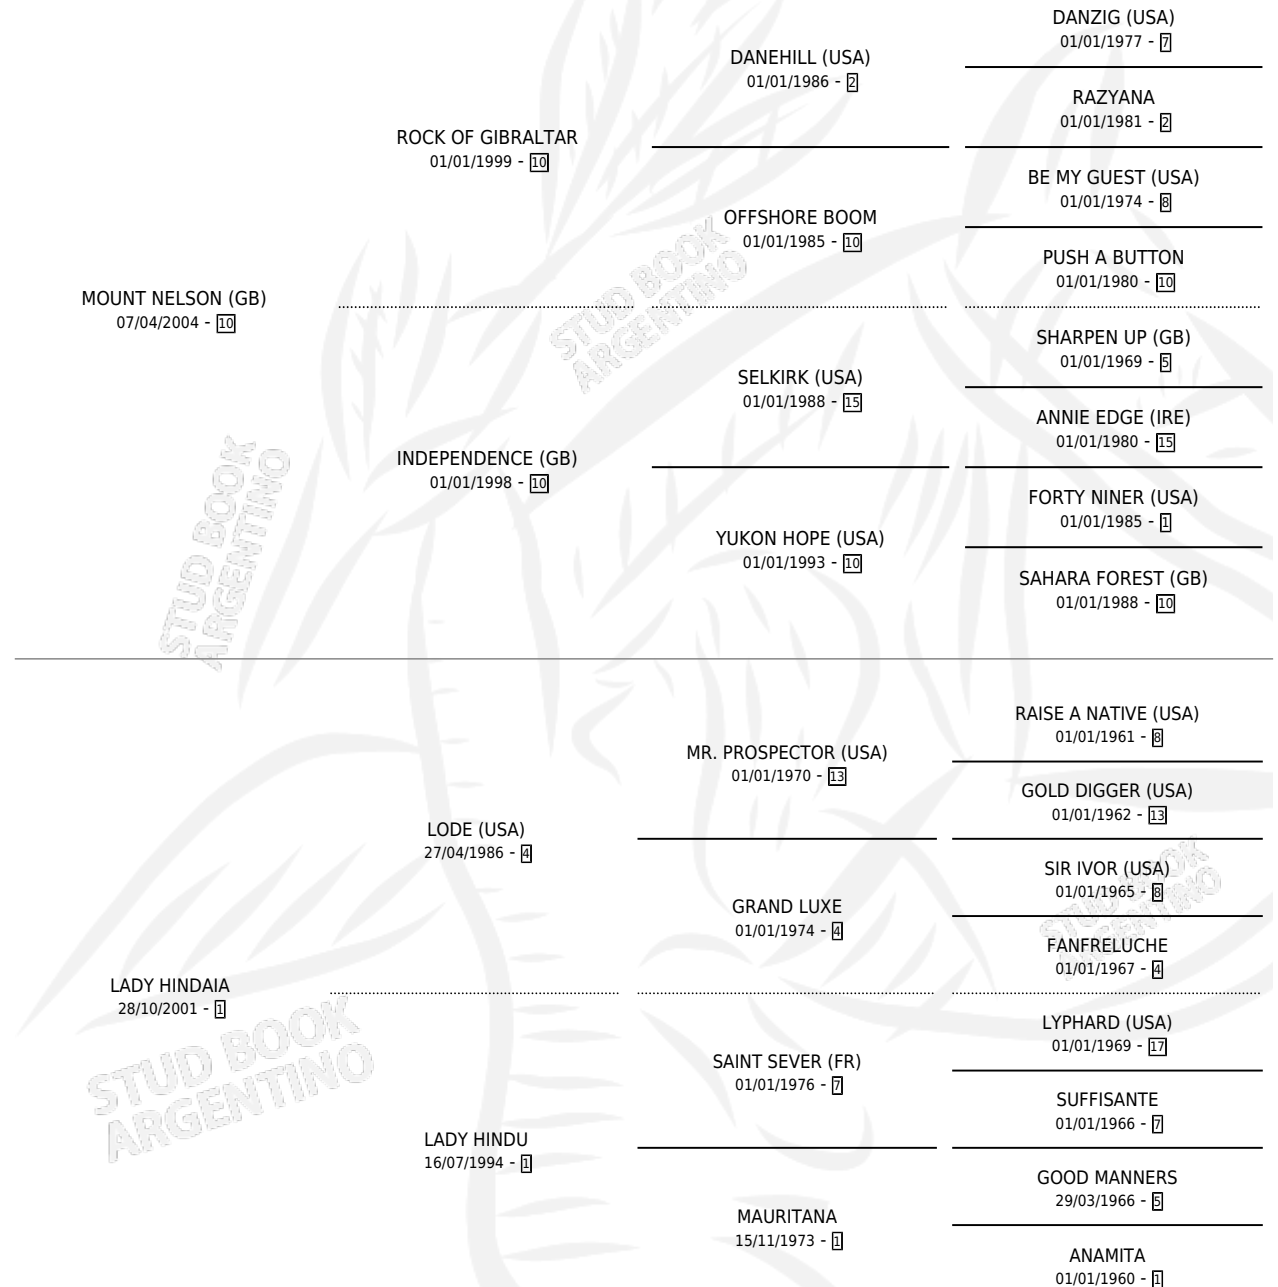 DANZIG (USA)
01/01/1977 - 7
DANEHILL (USA)
01/01/1986 - 2
RAZYANA
01/01/1981 - 2
ROCK OF GIBRALTAR
01/01/1999 - 10
BE MY GUEST (USA)
01/01/1974 - 8
OFFSHORE BOOM
01/01/1985 - 10
PUSH A BUTTON
01/01/1980 - 10
MOUNT NELSON (GB)
07/04/2004 - 10
STUD BOOK
ARGENTINO
SHARPEN UP (GB)
01/01/1969 - 5
SELKIRK (USA)
01/01/1988 - 15
ANNIE EDGE (IRE)
01/01/1980 - 15
INDEPENDENCE (GB)
01/01/1998 - 10
FORTY NINER (USA)
01/01/1985 - 1
YUKON HOPE (USA)
01/01/1993 - 10
SAHARA FOREST (GB)
01/01/1988 - 10
STUD BOOK
ARGENTINO
RAISE A NATIVE (USA)
01/01/1961 - 8
MR. PROSPECTOR (USA)
01/01/1970 - 13
GOLD DIGGER (USA)
01/01/1962 - 13
LODE (USA)
27/04/1986 - 4
SIR IVOR (USA)
01/01/1965 - 8
GRAND LUXE
01/01/1974 - 4
STUD BOOK
ARGENTINO
FANFRELUCHE
01/01/1967 - 4
LADY HINDAIA
28/10/2001 - 1
LYPHARD (USA)
01/01/1969 - 17
SAINT SEVER (FR)
01/01/1976 - 7
STUD BOOK
ARGENTINO
SUFFISANTE
01/01/1966 - 7
LADY HINDU
16/07/1994 - 1
GOOD MANNERS
29/03/1966 - 5
MAURITANA
15/11/1973 - 1
ANAMITA
01/01/1960 - 1